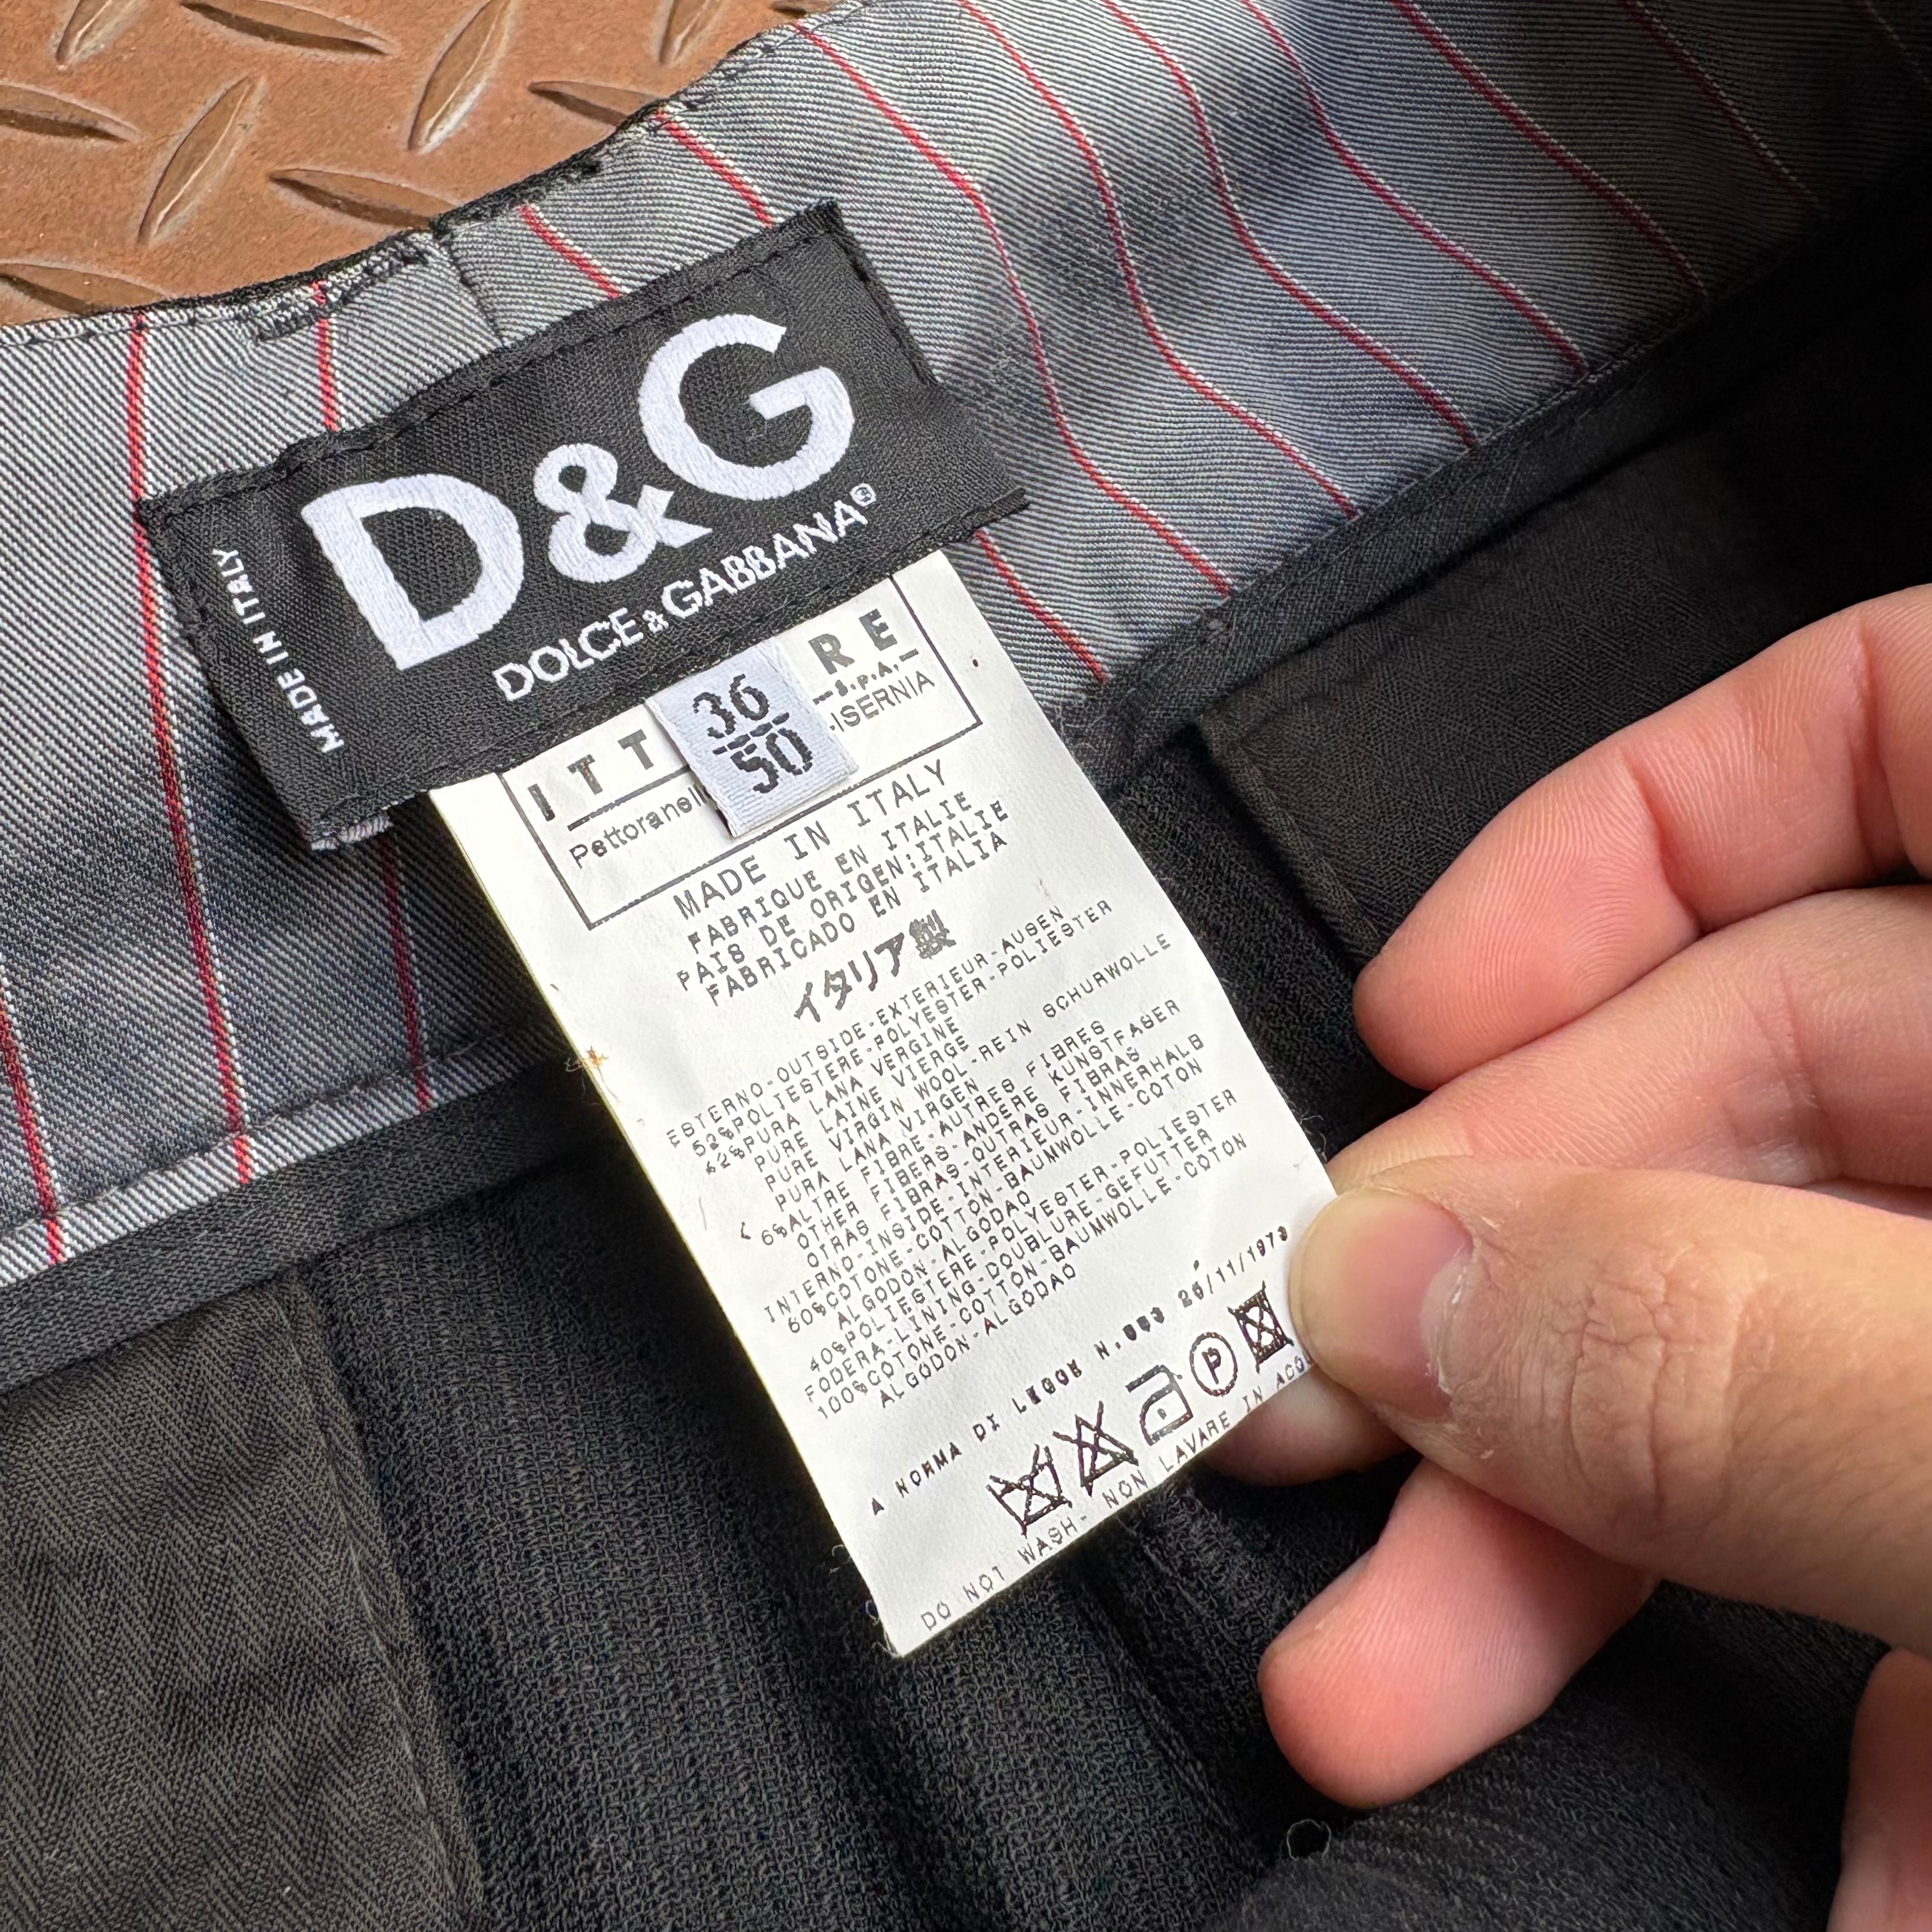 D&G
DOLCE&GABBANA®
MADE IN ITALY
36
50
ITT RE
S.p.A.
Pettoranell ISERNIA
MADE IN ITALY
FABRIQUE EN ITALIE
PAIS DE ORIGEN:ITALIE
FABRICADO EN ITALIA
イタリア製
ESTERNO-OUTSIDE-EXTERIEUR-AUSEN
52%POLIESTERE-POLYESTER-POLIESTER
42%PURA LANA VERGINE
PURE LAINE VIERGE
PURE VIRGIN WOOL-REIN SCHURWOLLE
PURA LANA VIRGEN
6%ALTRE FIBRE-AUTRES FIBRES
OTHER FIBERS-ANDERE KUNSTFASER
OTRAS FIBRAS-OUTRAS FIBRAS
INTERNO-INSIDE-INTERIEUR-INNERHALB
60%COTONE-COTTON-BAUMWOLLE-COTON
ALGODON-ALGODAO
40%POLIESTERE-POLYESTER-POLIESTER
FODERA-LINING-DOUBLURE-GEFUTTER
100%COTONE-COTTON-BAUMWOLLE-COTON
ALGODON-ALGODAO
A NORMA DI LEGGE N.883 26/11/1973
P
DO NOT WASH- NON LAVARE IN ACQ